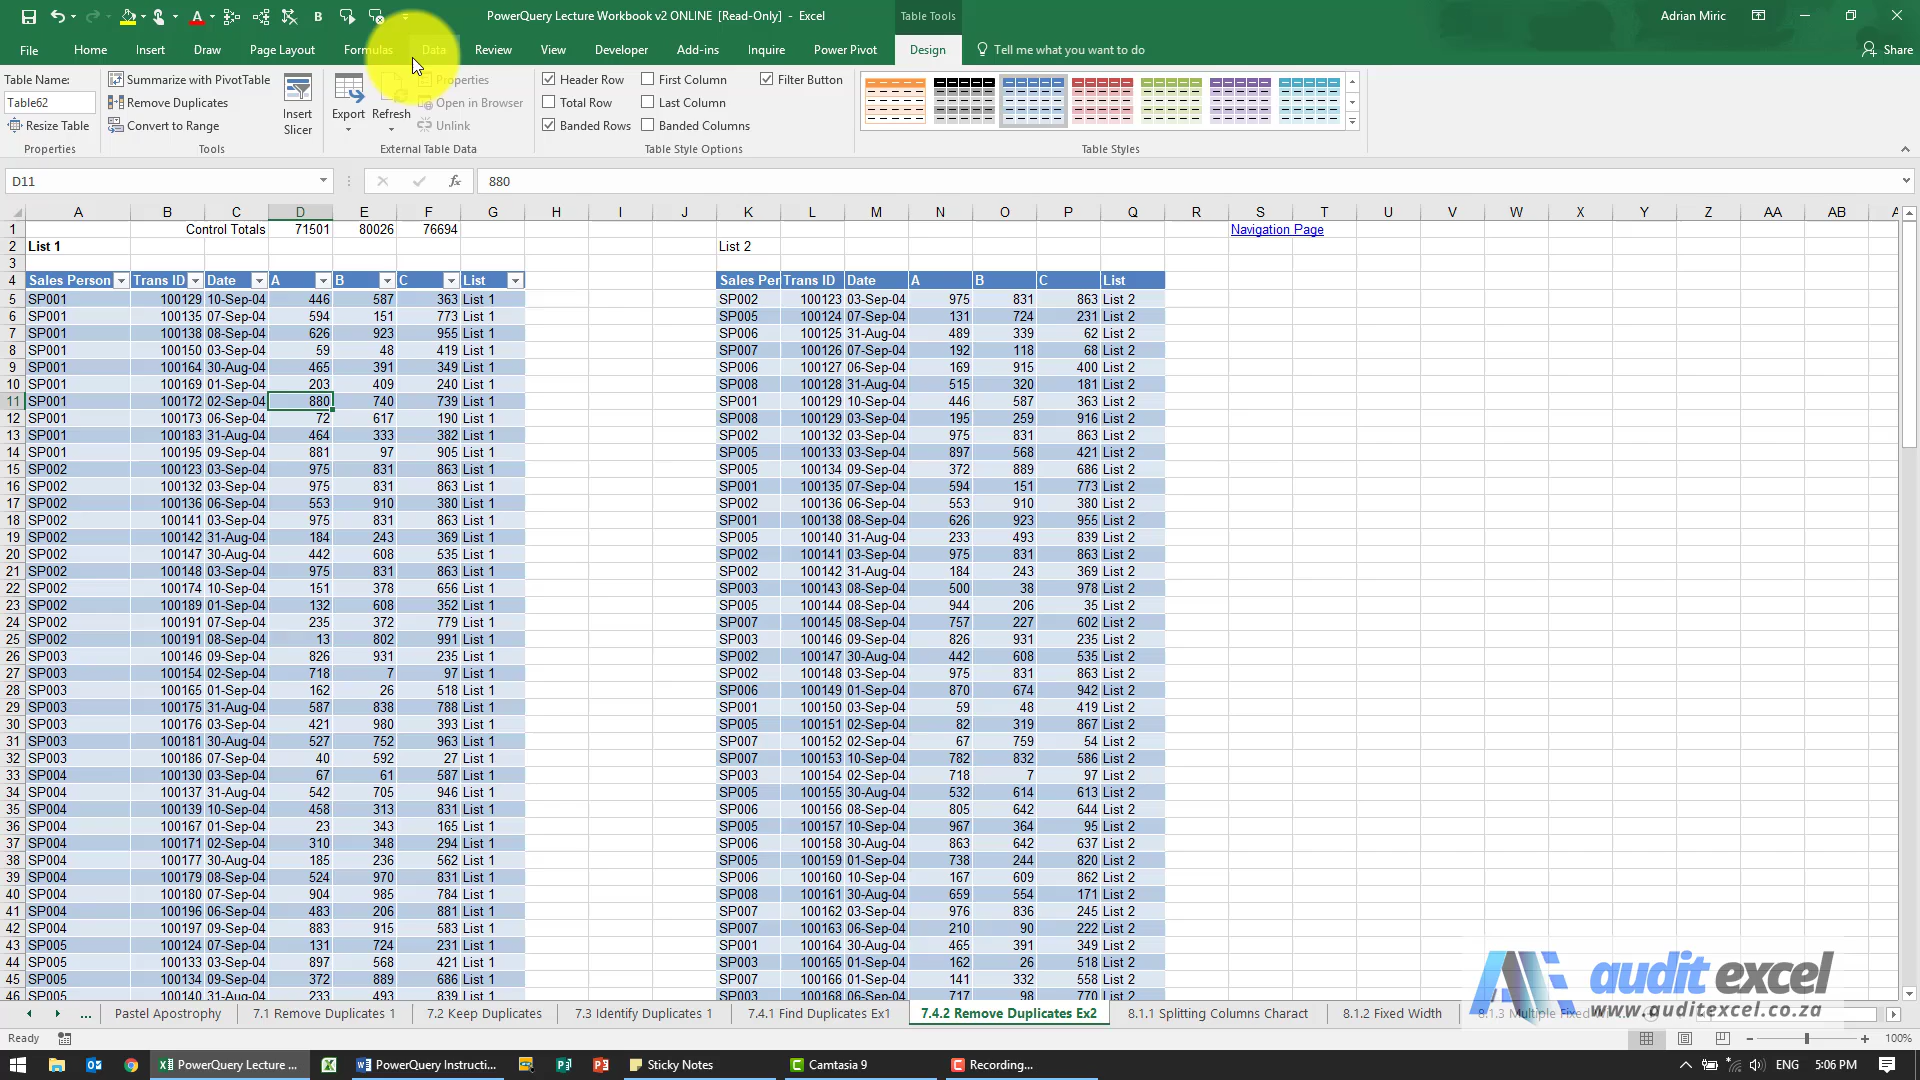 PowerQuery Lecture Workbook v2 ONLINE [Read-Only] - Excel
Table Tools
Adrian Miric
File Home Insert Draw Page Layout Formulas Data Review View Developer Add-ins Inquire Power Pivot Design Tell me what you want to do Share
Table Name: Summarize with PivotTable Properties Header Row First Column Filter Button
Table62 Remove Duplicates Insert Slicer Export Refresh Open in Browser Total Row Last Column
Resize Table Convert to Range Unlink Banded Rows Banded Columns
Properties Tools External Table Data Table Style Options Table Styles
D11 fx 880
A B C D E F G H I J K L M N O P Q R S T U V W X Y Z AA AB
1 Control Totals 71501 80026 76694 Navigation Page
2 List 1 List 2
3
4 Sales Person Trans ID Date A B C List Sales Per Trans ID Date A B C List
5 SP001 100129 10-Sep-04 446 587 363 List 1 SP002 100123 03-Sep-04 975 831 863 List 2
6 SP001 100135 07-Sep-04 594 151 773 List 1 SP005 100124 07-Sep-04 131 724 231 List 2
7 SP001 100138 08-Sep-04 626 923 955 List 1 SP006 100125 31-Aug-04 489 339 62 List 2
8 SP001 100150 03-Sep-04 59 48 419 List 1 SP007 100126 07-Sep-04 192 118 68 List 2
9 SP001 100164 30-Aug-04 465 391 349 List 1 SP006 100127 06-Sep-04 169 915 400 List 2
10 SP001 100169 01-Sep-04 203 409 240 List 1 SP008 100128 31-Aug-04 515 320 181 List 2
11 SP001 100172 02-Sep-04 880 740 739 List 1 SP001 100129 10-Sep-04 446 587 363 List 2
12 SP001 100173 06-Sep-04 72 617 190 List 1 SP008 100129 03-Sep-04 195 259 916 List 2
13 SP001 100183 31-Aug-04 464 333 382 List 1 SP002 100132 03-Sep-04 975 831 863 List 2
14 SP001 100195 09-Sep-04 881 97 905 List 1 SP005 100133 03-Sep-04 897 568 421 List 2
15 SP002 100123 03-Sep-04 975 831 863 List 1 SP005 100134 09-Sep-04 372 889 686 List 2
16 SP002 100132 03-Sep-04 975 831 863 List 1 SP001 100135 07-Sep-04 594 151 773 List 2
17 SP002 100136 06-Sep-04 553 910 380 List 1 SP002 100136 06-Sep-04 553 910 380 List 2
18 SP002 100141 03-Sep-04 975 831 863 List 1 SP001 100138 08-Sep-04 626 923 955 List 2
19 SP002 100142 31-Aug-04 184 243 369 List 1 SP005 100140 31-Aug-04 233 493 839 List 2
20 SP002 100147 30-Aug-04 442 608 535 List 1 SP002 100141 03-Sep-04 975 831 863 List 2
21 SP002 100148 03-Sep-04 975 831 863 List 1 SP002 100142 31-Aug-04 184 243 369 List 2
22 SP002 100174 10-Sep-04 151 378 656 List 1 SP003 100143 08-Sep-04 500 38 978 List 2
23 SP002 100189 01-Sep-04 132 608 352 List 1 SP005 100144 08-Sep-04 944 206 35 List 2
24 SP002 100191 07-Sep-04 235 372 779 List 1 SP007 100145 08-Sep-04 757 227 602 List 2
25 SP002 100191 08-Sep-04 13 802 991 List 1 SP003 100146 09-Sep-04 826 931 235 List 2
26 SP003 100146 09-Sep-04 826 931 235 List 1 SP002 100147 30-Aug-04 442 608 535 List 2
27 SP003 100154 02-Sep-04 718 7 97 List 1 SP002 100148 03-Sep-04 975 831 863 List 2
28 SP003 100165 01-Sep-04 162 26 518 List 1 SP006 100149 01-Sep-04 870 674 942 List 2
29 SP003 100175 31-Aug-04 587 838 788 List 1 SP001 100150 03-Sep-04 59 48 419 List 2
30 SP003 100176 03-Sep-04 421 980 393 List 1 SP005 100151 02-Sep-04 82 319 867 List 2
31 SP003 100181 30-Aug-04 527 752 963 List 1 SP007 100152 02-Sep-04 67 759 54 List 2
32 SP003 100186 07-Sep-04 40 592 27 List 1 SP007 100153 10-Sep-04 782 832 586 List 2
33 SP004 100130 03-Sep-04 67 61 587 List 1 SP003 100154 02-Sep-04 718 7 97 List 2
34 SP004 100137 31-Aug-04 542 705 946 List 1 SP005 100155 30-Aug-04 532 614 613 List 2
35 SP004 100139 10-Sep-04 458 313 831 List 1 SP006 100156 08-Sep-04 805 642 644 List 2
36 SP004 100167 01-Sep-04 23 343 165 List 1 SP005 100157 10-Sep-04 967 364 95 List 2
37 SP004 100171 02-Sep-04 310 348 294 List 1 SP006 100158 30-Aug-04 863 642 637 List 2
38 SP004 100177 30-Aug-04 185 236 562 List 1 SP005 100159 01-Sep-04 738 244 820 List 2
39 SP004 100179 08-Sep-04 524 970 831 List 1 SP006 100160 10-Sep-04 167 609 862 List 2
40 SP004 100180 07-Sep-04 904 985 784 List 1 SP008 100161 30-Aug-04 659 554 171 List 2
41 SP004 100196 06-Sep-04 483 206 881 List 1 SP007 100162 03-Sep-04 976 836 245 List 2
42 SP004 100197 09-Sep-04 883 915 583 List 1 SP007 100163 06-Sep-04 210 90 222 List 2
43 SP005 100124 07-Sep-04 131 724 231 List 1 SP001 100164 30-Aug-04 465 391 349 List 2
44 SP005 100133 03-Sep-04 897 568 421 List 1 SP003 100165 01-Sep-04 162 26 518 List 2
45 SP005 100134 09-Sep-04 372 889 686 List 1 SP007 100166 01-Sep-04 141 332 558 List 2
46 SP005 100140 31-Aug-04 233 493 839 List 1 SP003 100168 06-Sep-04 717 98 770 List 2
audit excel
www.auditexcel.co.za
... Pastel Apostrophy 7.1 Remove Duplicates 1 7.2 Keep Duplicates 7.3 Identify Duplicates 1 7.4.1 Find Duplicates Ex1 7.4.2 Remove Duplicates Ex2 8.1.1 Splitting Columns Charact 8.1.2 Fixed Width 8.1.3 Multiple Fixed
Ready 100%
PowerQuery Lecture ... PowerQuery Instructi... Sticky Notes Camtasia 9 Recording... ENG 5:06 PM